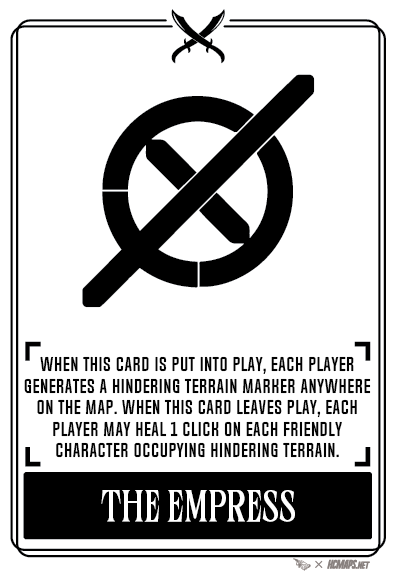 WHEN THIS CARD IS PUT INTO PLAY, EACH PLAYER
GENERATES A HINDERING TERRAIN MARKER ANYWHERE
ON THE MAP. WHEN THIS CARD LEAVES PLAY, EACH
PLAYER MAY HEAL 1 CLICK ON EACH FRIENDLY
CHARACTER OCCUPYING HINDERING TERRAIN.
THE EMPRESS
× HCMAPS.NET